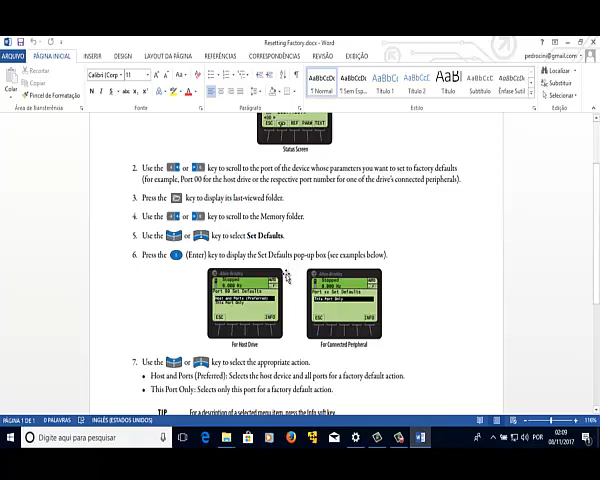 Resetting Factory.docx - Word
ARQUIVO PÁGINA INICIAL INSERIR DESIGN LAYOUT DA PÁGINA REFERÊNCIAS CORRESPONDÊNCIAS REVISÃO EXIBIÇÃO
Recortar
Copiar
Pincel de Formatação
Colar
Área de Transferência
Calibri (Corp 11
N I S
Fonte
Parágrafo
AaBbCcDc AaBbCcDc AaBbCc AaBbCcC AaBl AaBbCcC AaBbCcDc
¶ Normal ¶ Sem Esp... Título 1 Título 2 Título Subtítulo Ênfase Sutil
Estilo
Localizar
Substituir
Selecionar
Edição
ESC REF PARM TEXT
Status Screen
2. Use the or key to scroll to the port of the device whose parameters you want to set to factory defaults
(for example, Port 00 for the host drive or the respective port number for one of the drive's connected peripherals).
3. Press the key to display its last-viewed folder.
4. Use the or key to scroll to the Memory folder.
5. Use the or key to select Set Defaults.
6. Press the (Enter) key to display the Set Defaults pop-up box (see examples below).
Allen-Bradley
Stopped AUTO
0.000 Hz F
Port 00 Set Defaults
Host and Ports (Preferred)
This Port Only
ESC INFO
For Host Drive
Allen-Bradley
Stopped AUTO
0.000 Hz F
Port xx Set Defaults
This Port Only
ESC INFO
For Connected Peripheral
7. Use the or key to select the appropriate action.
• Host and Ports (Preferred): Selects the host device and all ports for a factory default action.
• This Port Only: Selects only this port for a factory default action.
TIP For a description of a selected menu item, press the Info soft key.
PÁGINA 1 DE 1 0 PALAVRAS INGLÊS (ESTADOS UNIDOS) 116%
Digite aqui para pesquisar
POR
02:09
08/11/2017